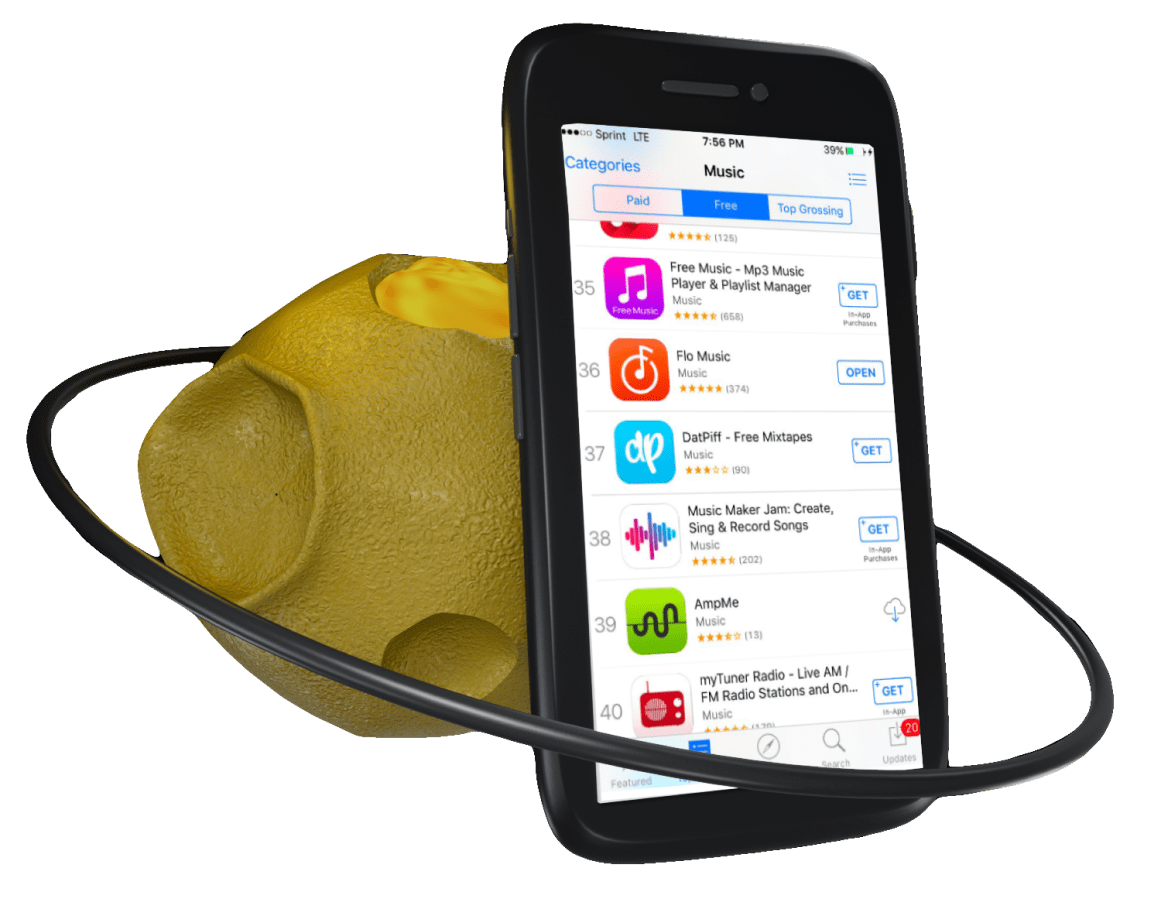 Sprint LTE
7:56 PM
39%
Categories
Music
Paid
Free
Top Grossing
(125)
35
Free Music
Free Music - Mp3 Music
Player & Playlist Manager
Music
(658)
+GET
In-App
Purchases
36
Flo Music
Music
(374)
OPEN
37
dp
DatPiff - Free Mixtapes
Music
(90)
+GET
38
Music Maker Jam: Create,
Sing & Record Songs
Music
(202)
+GET
In-App
Purchases
39
AmpMe
Music
(13)
40
myTuner Radio - Live AM /
FM Radio Stations and On...
Music
+GET
In-App
Featured
Search
20
Updates